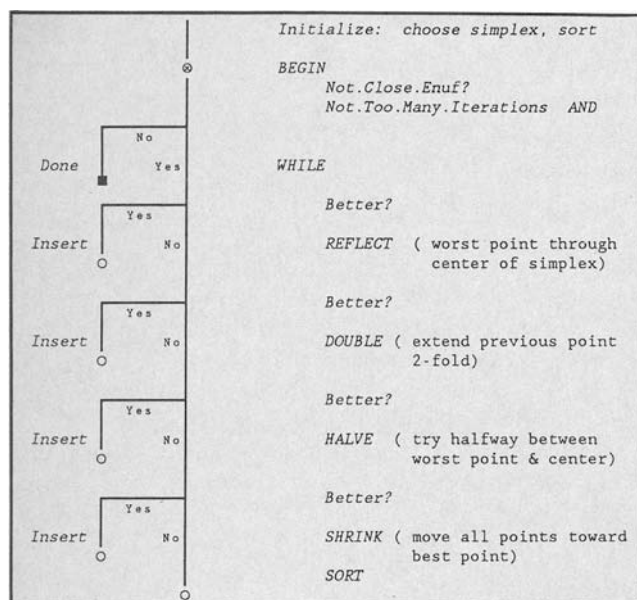 Initialize: choose simplex, sort
BEGIN
Not.Close.Enuf?
Not.Too.Many.Iterations AND
No
Done Yes WHILE
Yes Better?
Insert No REFLECT ( worst point through
center of simplex)
Better?
Yes
Insert No DOUBLE ( extend previous point
2-fold)
Better?
Yes
Insert No HALVE ( try halfway between
worst point & center)
Better?
Yes
Insert No SHRINK ( move all points toward
best point)
SORT